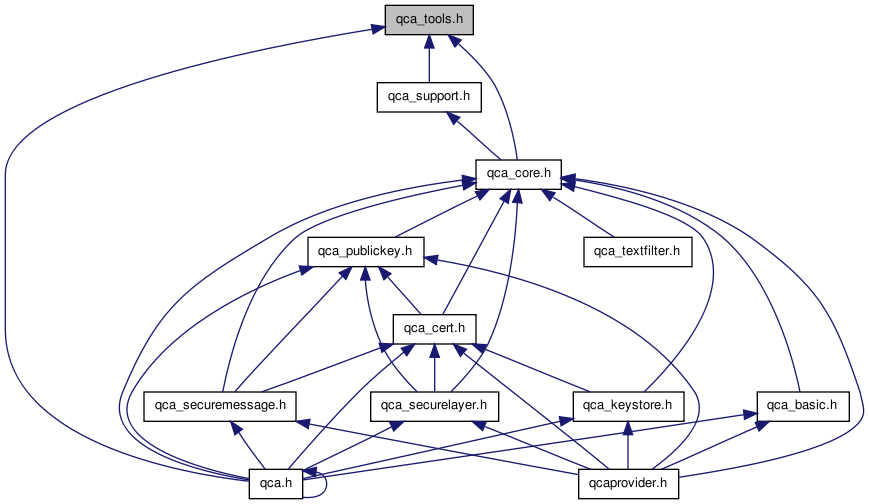 qca_tools.h
qca_support.h
qca_core.h
qca_publickey.h
qca_textfilter.h
qca_cert.h
qca_securemessage.h
qca_securelayer.h
qca_keystore.h
qca_basic.h
qca.h
qcaprovider.h